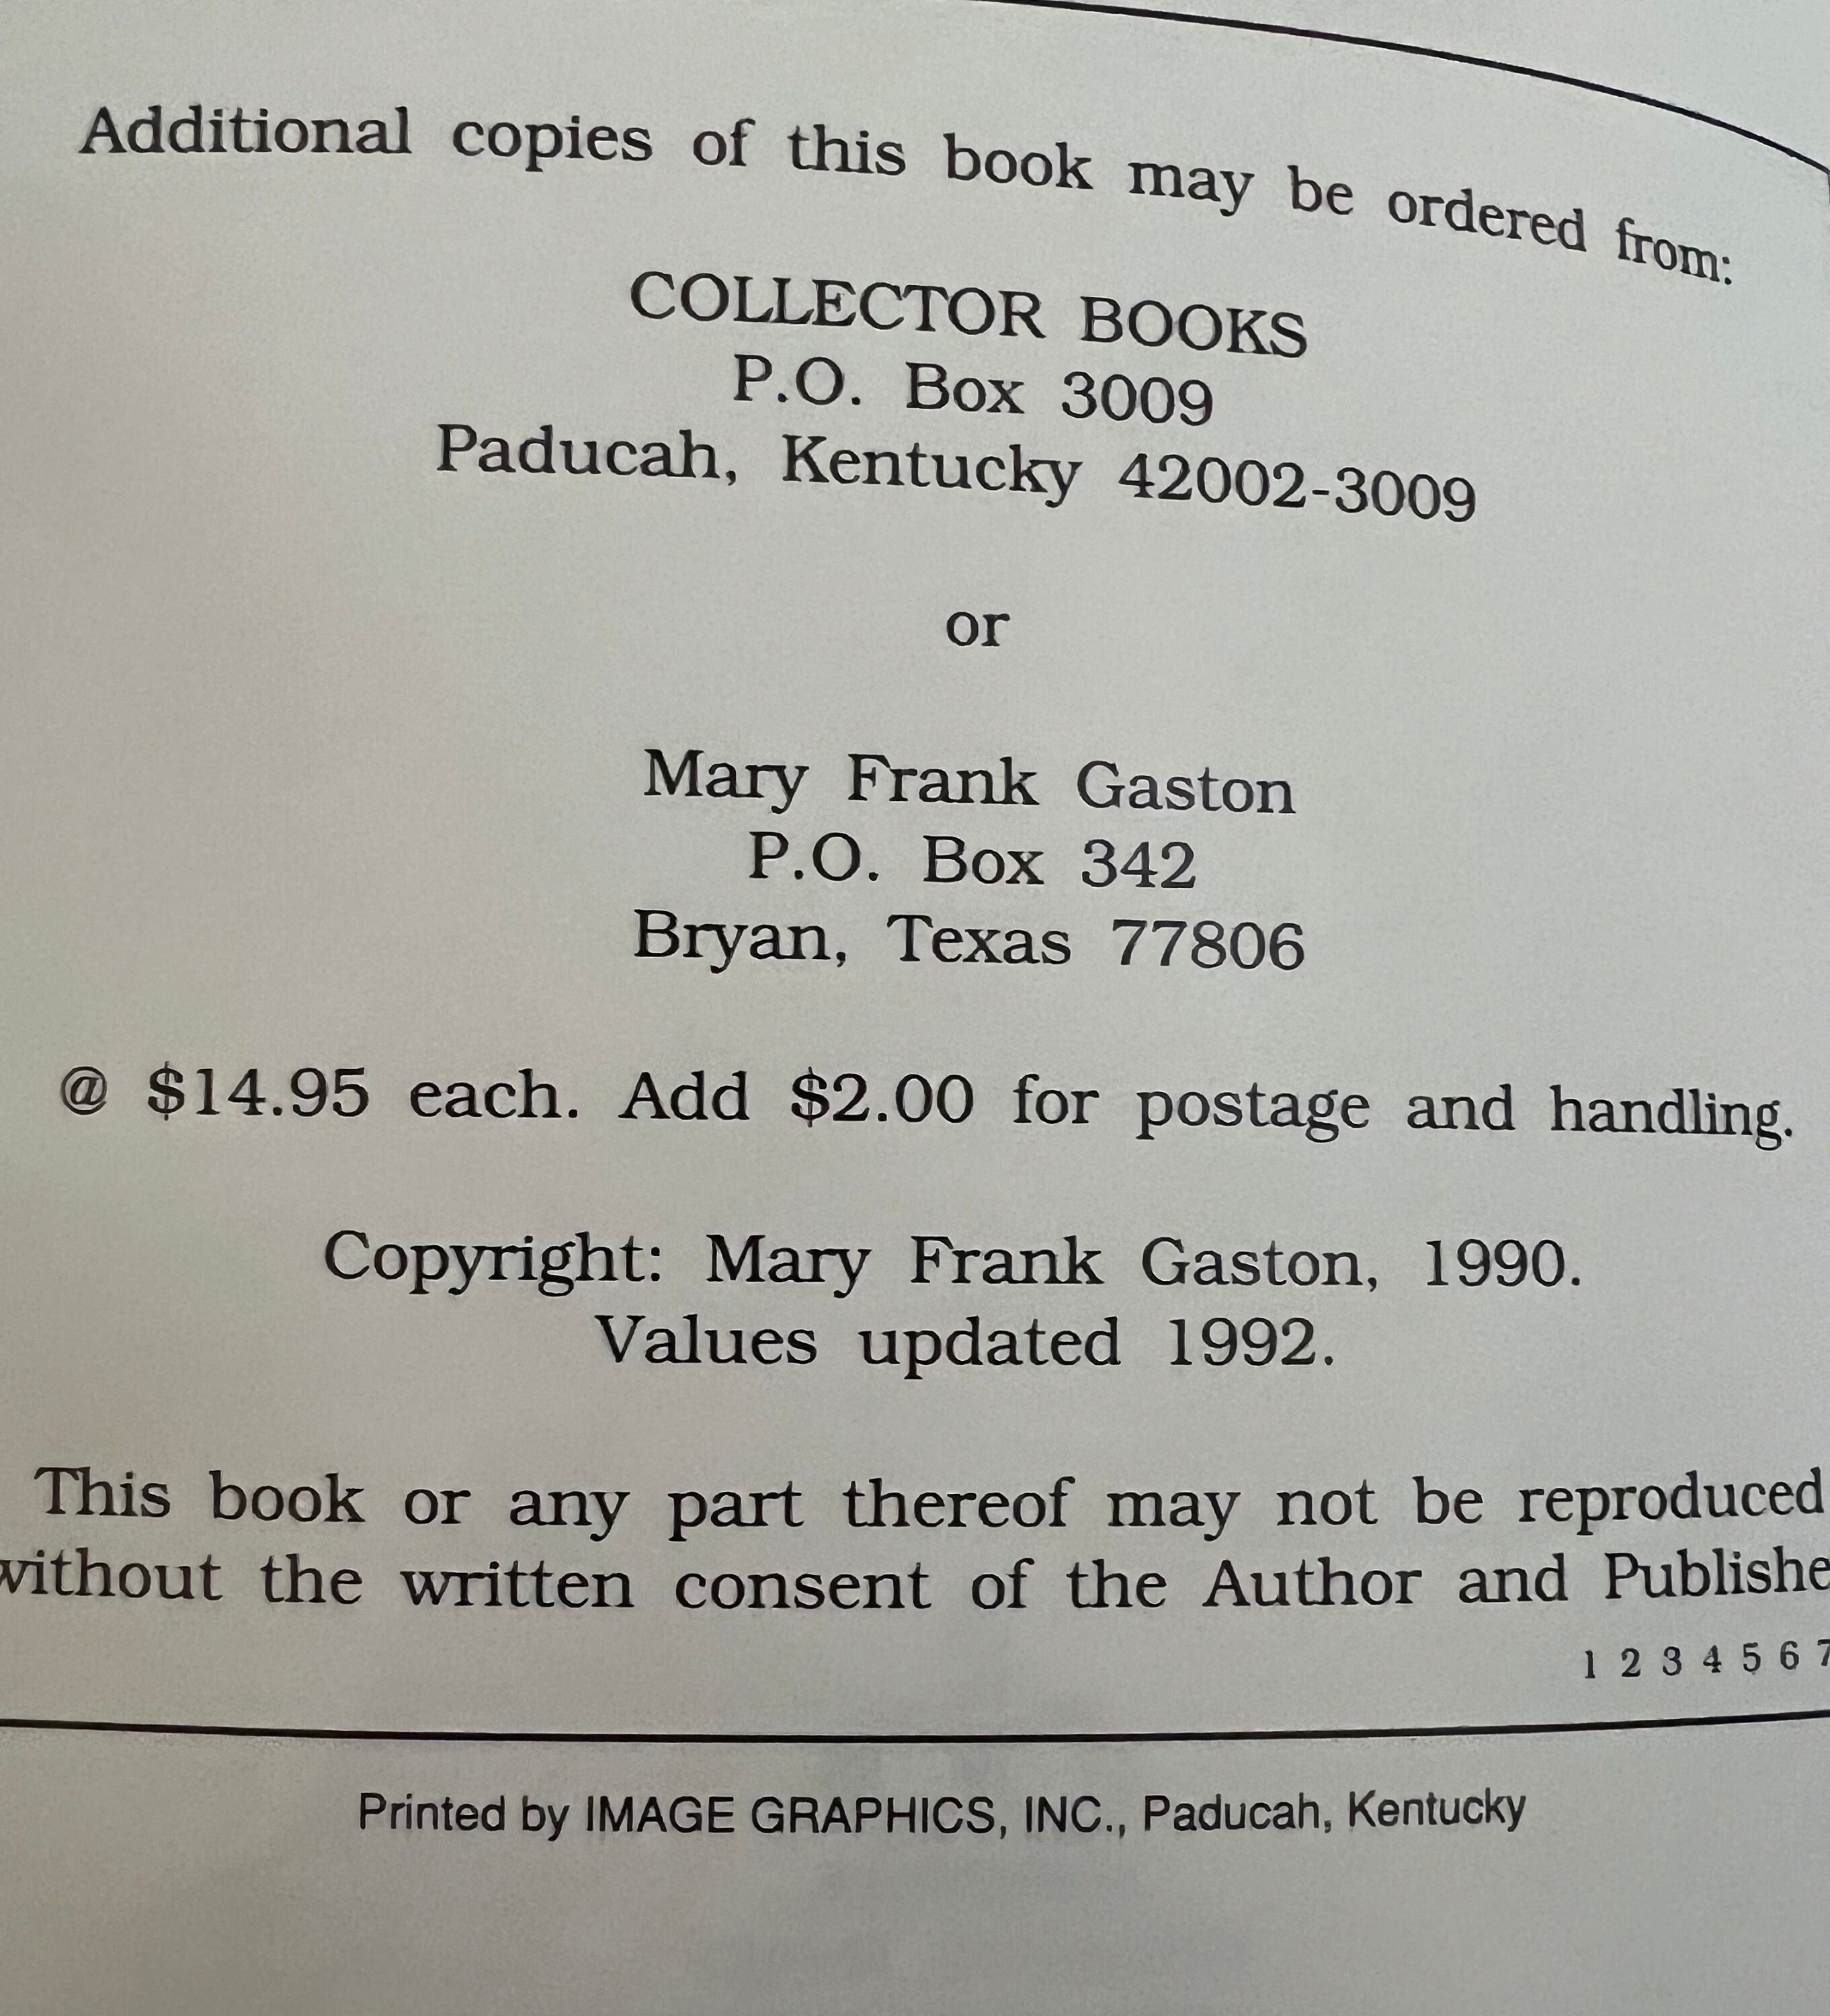 Additional copies of this book may be ordered from:
COLLECTOR BOOKS
P.O. Box 3009
Paducah, Kentucky 42002-3009
or
Mary Frank Gaston
P.O. Box 342
Bryan, Texas 77806
@ $14.95 each. Add $2.00 for postage and handling.
Copyright: Mary Frank Gaston, 1990.
Values updated 1992.
This book or any part thereof may not be reproduced
without the written consent of the Author and Publishe
1 2 3 4 5 6 7
Printed by IMAGE GRAPHICS, INC., Paducah, Kentucky